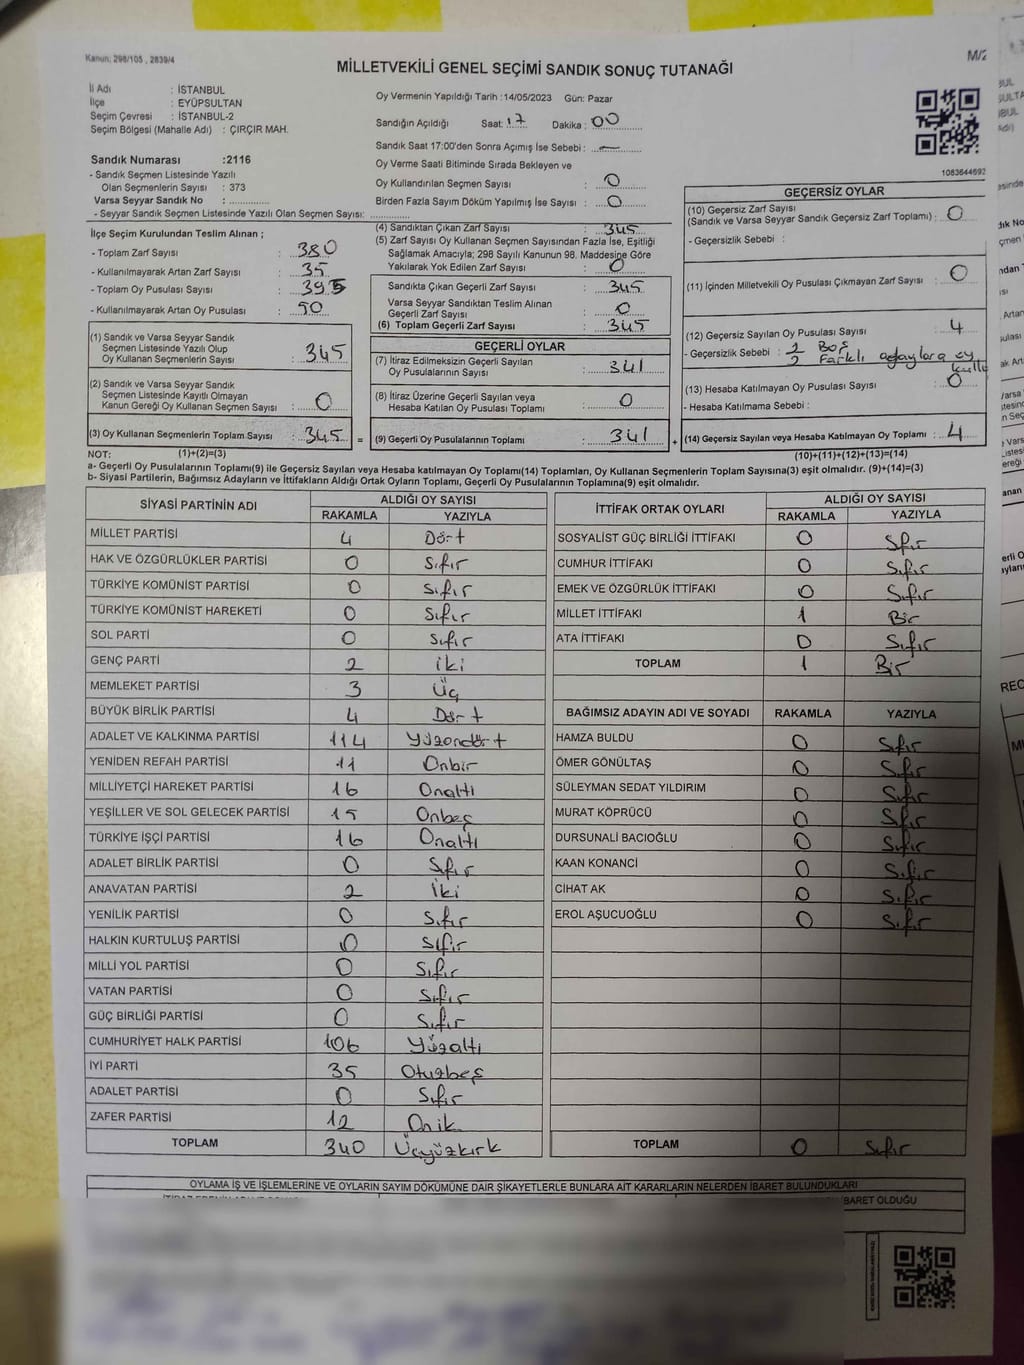 Kanun: 298/105 , 2839/4
M/2
MİLLETVEKİLİ GENEL SEÇİMİ SANDIK SONUÇ TUTANAĞI
İl Adı : İSTANBUL
İlçe : EYÜPSULTAN
Seçim Çevresi : İSTANBUL-2
Seçim Bölgesi (Mahalle Adı) : ÇIRÇIR MAH.
Sandık Numarası :2116
- Sandık Seçmen Listesinde Yazılı
Olan Seçmenlerin Sayısı : 373
Varsa Seyyar Sandık No : ..............
- Seyyar Sandık Seçmen Listesinde Yazılı Olan Seçmen Sayısı: ..............
Oy Vermenin Yapıldığı Tarih :14/05/2023 Gün: Pazar
Sandığın Açıldığı Saat: 17 Dakika : 00
Sandık Saat 17:00'den Sonra Açımış İse Sebebi : —
Oy Verme Saati Bitiminde Sırada Bekleyen ve
Oy Kullandırılan Seçmen Sayısı : 0
Birden Fazla Sayım Döküm Yapılmış İse Sayısı : 0
1083644692
İlçe Seçim Kurulundan Teslim Alınan ;
- Toplam Zarf Sayısı : 380
- Kullanılmayarak Artan Zarf Sayısı : 35
- Toplam Oy Pusulası Sayısı : 395
- Kullanılmayarak Artan Oy Pusulası : 50
(1) Sandık ve Varsa Seyyar Sandık
Seçmen Listesinde Yazılı Olup
Oy Kullanan Seçmenlerin Sayısı : 345
(2) Sandık ve Varsa Seyyar Sandık
Seçmen Listesinde Kayıtlı Olmayan
Kanun Gereği Oy Kullanan Seçmen Sayısı : 0
(3) Oy Kullanan Seçmenlerin Toplam Sayısı : 345 =
(4) Sandıktan Çıkan Zarf Sayısı : 345
(5) Zarf Sayısı Oy Kullanan Seçmen Sayısından Fazla İse, Eşitliği
Sağlamak Amacıyla; 298 Sayılı Kanunun 98. Maddesine Göre
Yakılarak Yok Edilen Zarf Sayısı : 0
Sandıkta Çıkan Geçerli Zarf Sayısı : 345
Varsa Seyyar Sandıktan Teslim Alınan
Geçerli Zarf Sayısı : 0
(6) Toplam Geçerli Zarf Sayısı : 345
GEÇERLİ OYLAR
(7) İtiraz Edilmeksizin Geçerli Sayılan
Oy Pusulalarının Sayısı : 341
(8) İtiraz Üzerine Geçerli Sayılan veya
Hesaba Katılan Oy Pusulası Toplamı : 0
(9) Geçerli Oy Pusulalarının Toplamı : 341 +
GEÇERSİZ OYLAR
(10) Geçersiz Zarf Sayısı
(Sandık ve Varsa Seyyar Sandık Geçersiz Zarf Toplamı) : 0
- Geçersizlik Sebebi :
(11) İçinden Milletvekili Oy Pusulası Çıkmayan Zarf Sayısı : 0
(12) Geçersiz Sayılan Oy Pusulası Sayısı : 4
- Geçersizlik Sebebi : 2 Boş
2 Farklı adaylara oy
(13) Hesaba Katılmayan Oy Pusulası Sayısı : 0
- Hesaba Katılmama Sebebi :
(14) Geçersiz Sayılan veya Hesaba Katılmayan Oy Toplamı : 4
NOT: (1)+(2)=(3) (10)+(11)+(12)+(13)=(14)
a- Geçerli Oy Pusulalarının Toplamı(9) ile Geçersiz Sayılan veya Hesaba katılmayan Oy Toplamı(14) Toplamları, Oy Kullanan Seçmenlerin Toplam Sayısına(3) eşit olmalıdır. (9)+(14)=(3)
b- Siyasi Partilerin, Bağımsız Adayların ve İttifakların Aldığı Ortak Oyların Toplamı, Geçerli Oy Pusulalarının Toplamına(9) eşit olmalıdır.
SİYASİ PARTİNİN ADI ALDIĞI OY SAYISI
RAKAMLA YAZIYLA
MİLLET PARTİSİ 4 Dört
HAK VE ÖZGÜRLÜKLER PARTİSİ 0 Sıfır
TÜRKİYE KOMÜNİST PARTİSİ 0 Sıfır
TÜRKİYE KOMÜNİST HAREKETİ 0 Sıfır
SOL PARTİ 0 Sıfır
GENÇ PARTİ 2 İki
MEMLEKET PARTİSİ 3 Üç
BÜYÜK BİRLİK PARTİSİ 4 Dört
ADALET VE KALKINMA PARTİSİ 114 Yüzondört
YENİDEN REFAH PARTİSİ 11 Onbir
MİLLİYETÇİ HAREKET PARTİSİ 16 Onaltı
YEŞİLLER VE SOL GELECEK PARTİSİ 15 Onbeş
TÜRKİYE İŞÇİ PARTİSİ 16 Onaltı
ADALET BİRLİK PARTİSİ 0 Sıfır
ANAVATAN PARTİSİ 2 İki
YENİLİK PARTİSİ 0 Sıfır
HALKIN KURTULUŞ PARTİSİ 0 Sıfır
MİLLİ YOL PARTİSİ 0 Sıfır
VATAN PARTİSİ 0 Sıfır
GÜÇ BİRLİĞİ PARTİSİ 0 Sıfır
CUMHURİYET HALK PARTİSİ 106 Yüzaltı
İYİ PARTİ 35 Otuzbeş
ADALET PARTİSİ 0 Sıfır
ZAFER PARTİSİ 12 Onik
TOPLAM 340 Üçyüzkırk
İTTİFAK ORTAK OYLARI ALDIĞI OY SAYISI
RAKAMLA YAZIYLA
SOSYALİST GÜÇ BİRLİĞİ İTTİFAKI 0 Sıfır
CUMHUR İTTİFAKI 0 Sıfır
EMEK VE ÖZGÜRLÜK İTTİFAKI 0 Sıfır
MİLLET İTTİFAKI 1 Bir
ATA İTTİFAKI 0 Sıfır
TOPLAM 1 Bir
BAĞIMSIZ ADAYIN ADI VE SOYADI RAKAMLA YAZIYLA
HAMZA BULDU 0 Sıfır
ÖMER GÖNÜLTAŞ 0 Sıfır
SÜLEYMAN SEDAT YILDIRIM 0 Sıfır
MURAT KÖPRÜCÜ 0 Sıfır
DURSUNALİ BACIOĞLU 0 Sıfır
KAAN KONANCİ 0 Sıfır
CİHAT AK 0 Sıfır
EROL AŞUCUOĞLU 0 Sıfır
TOPLAM 0 Sıfır
OYLAMA İŞ VE İŞLEMLERİNE VE OYLARIN SAYIM DÖKÜMÜNE DAİR ŞİKAYETLERLE BUNLARA AİT KARARLARIN NELERDEN İBARET BULUNDUKLARI
İBARET OLDUĞU